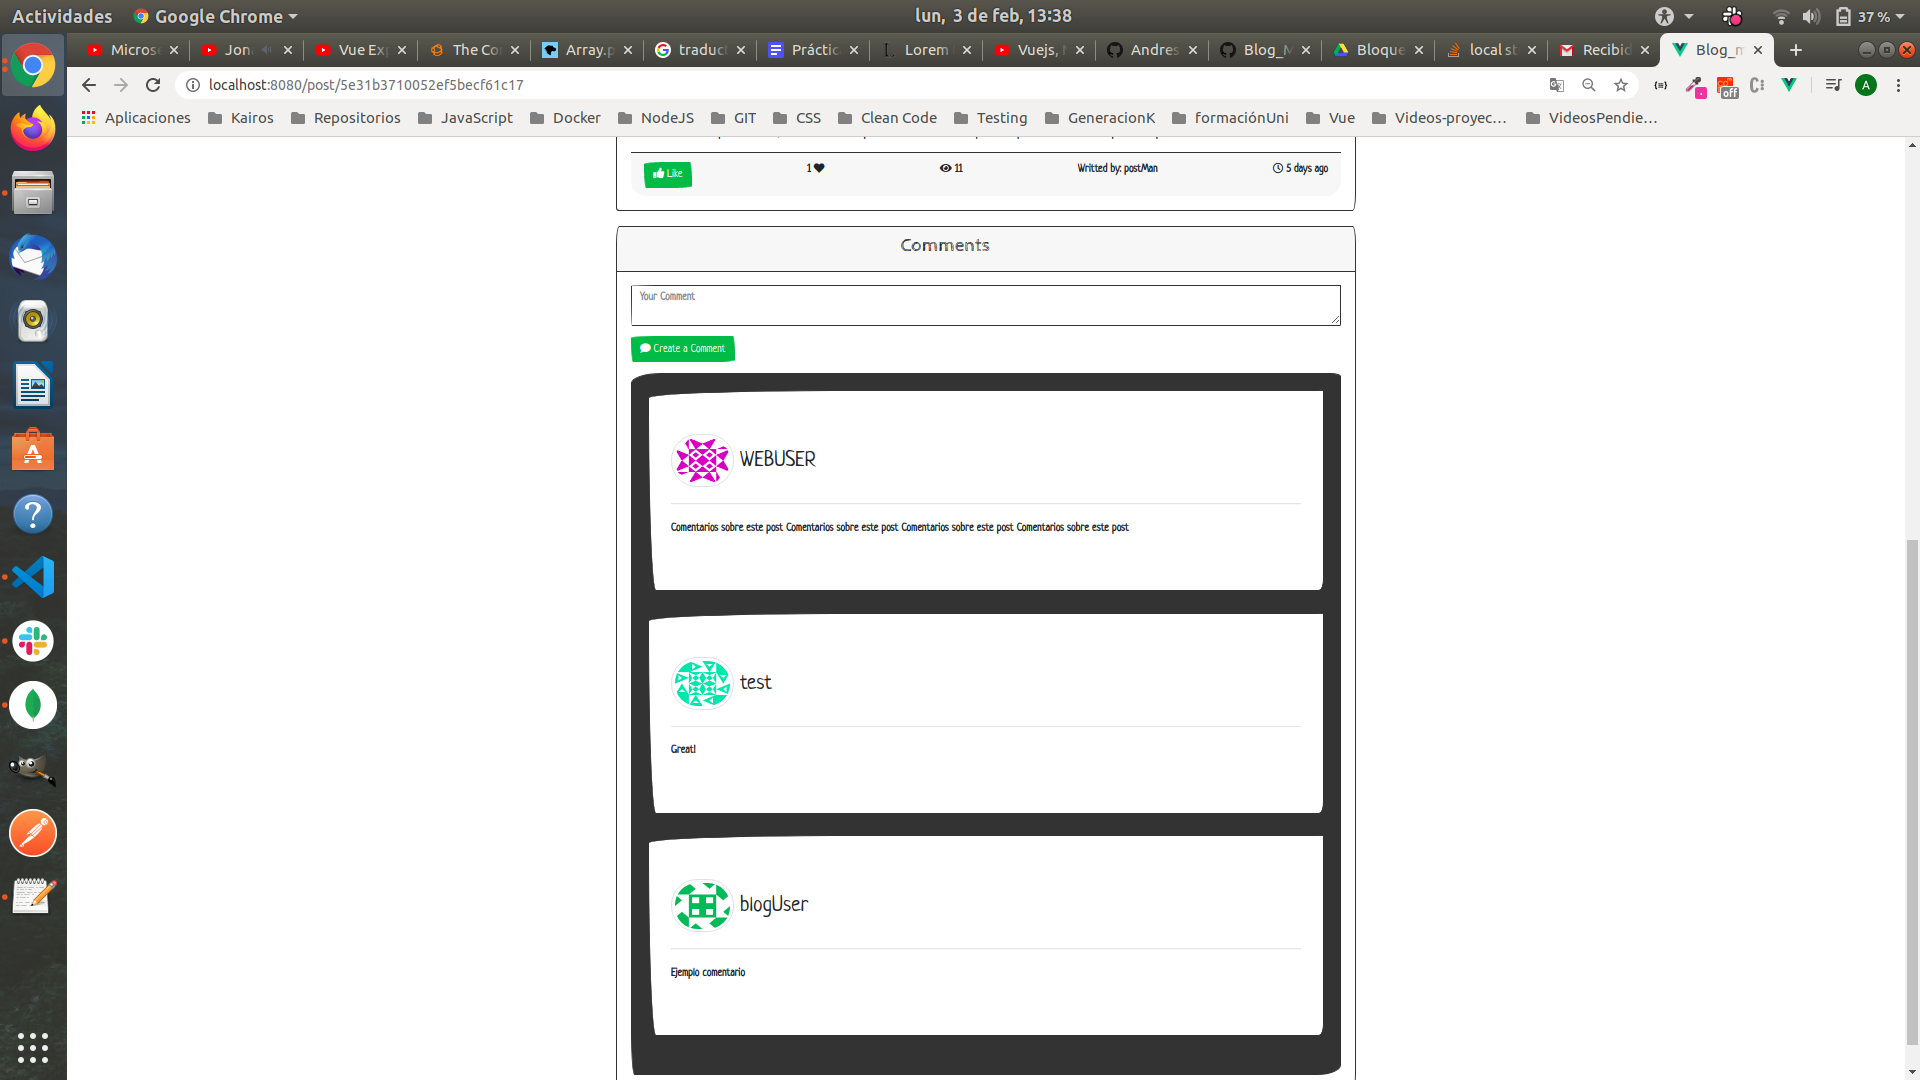 Actividades Google Chrome lun, 3 de feb, 13:38 37 %
Micros Jon Vue Ex The Co Array.p traduc Práctic Lorem Vuejs, Andres Blog_M Bloque local st Recibid Blog_m
localhost:8080/post/5e31b3710052ef5becf61c17 off A
Aplicaciones Kairos Repositorios JavaScript Docker NodeJS GIT CSS Clean Code Testing GeneracionK formaciónUni Vue Videos-proyec… VideosPendie…
Like 1 11 Writted by: postMan 5 days ago
Comments
Your Comment
Create a Comment
WEBUSER
Comentarios sobre este post Comentarios sobre este post Comentarios sobre este post Comentarios sobre este post
test
Great!
blogUser
Ejemplo comentario